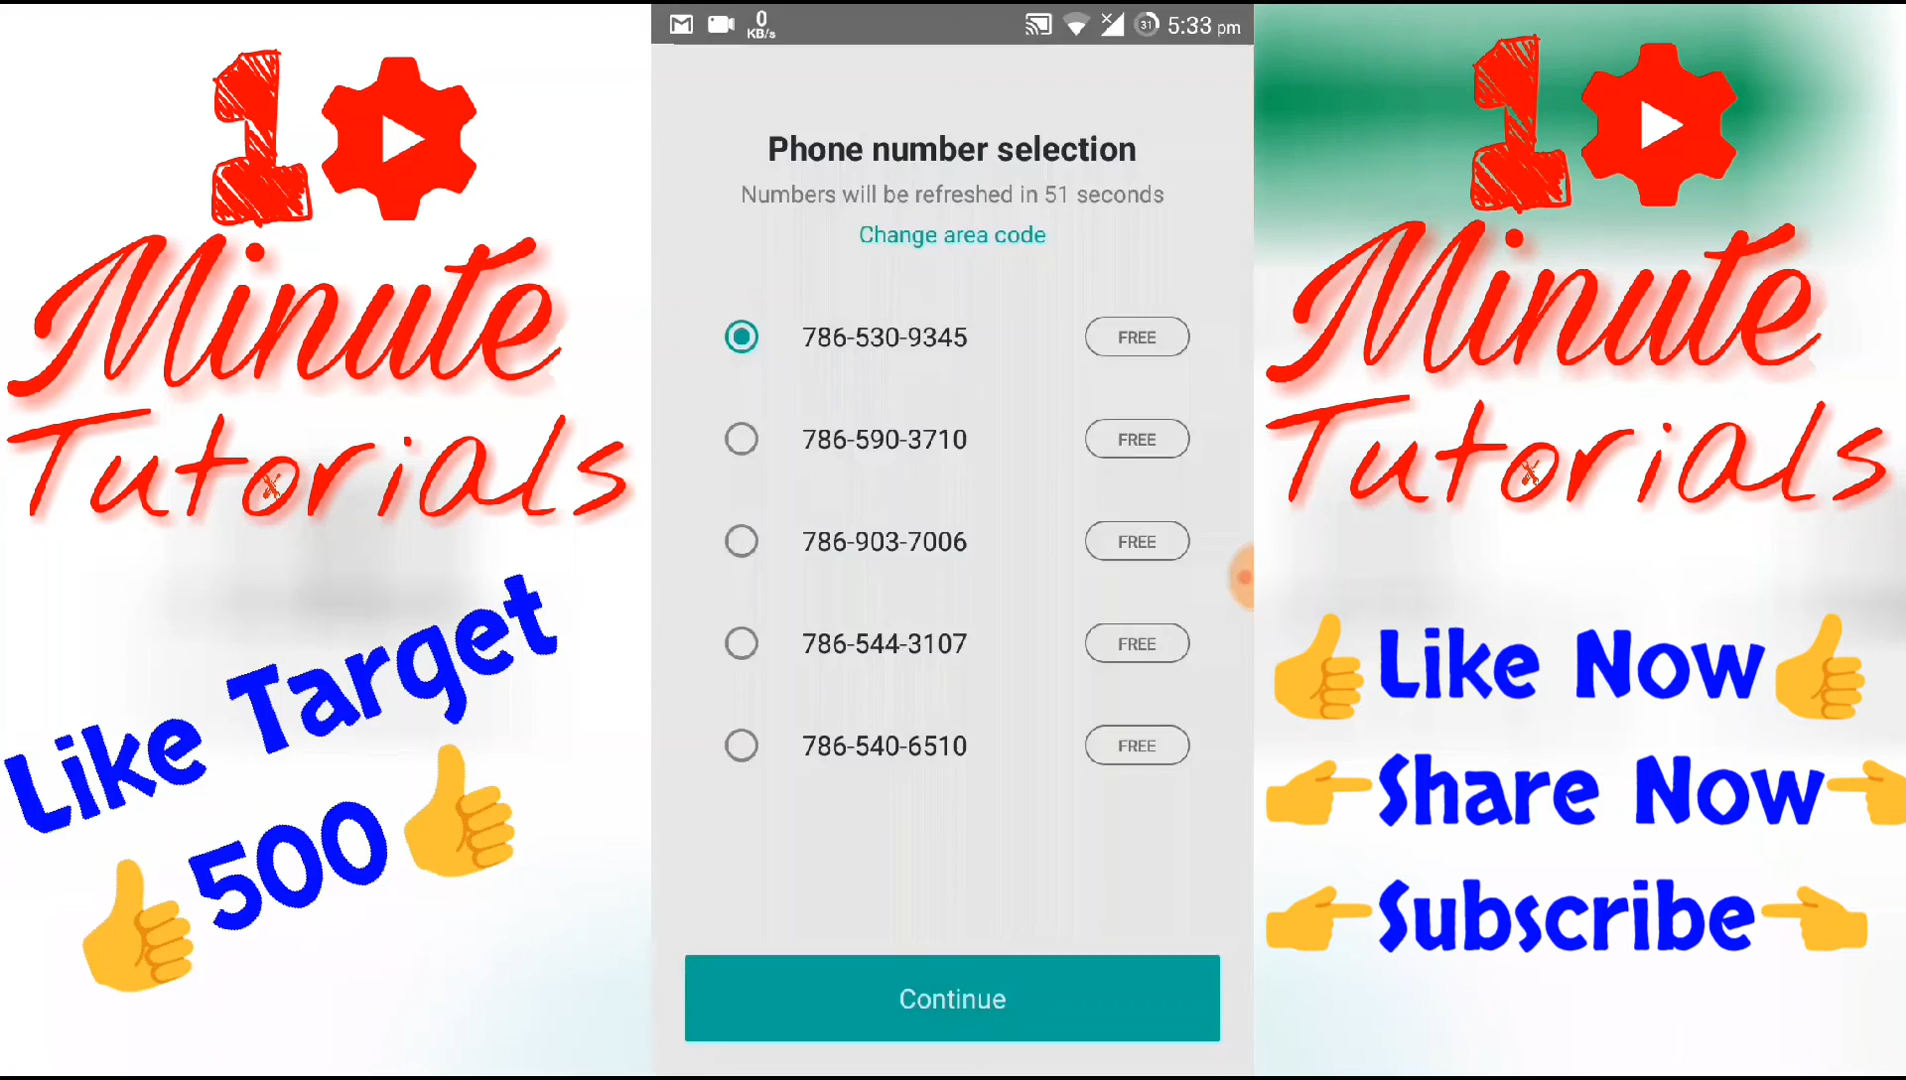 10
Minute
Tutorials
Like Target
500
0
KB/s
31
5:33 pm
Phone number selection
Numbers will be refreshed in 51 seconds
Change area code
786-530-9345 FREE
786-590-3710 FREE
786-903-7006 FREE
786-544-3107 FREE
786-540-6510 FREE
Continue
10
Minute
Tutorials
Like Now
Share Now
Subscribe